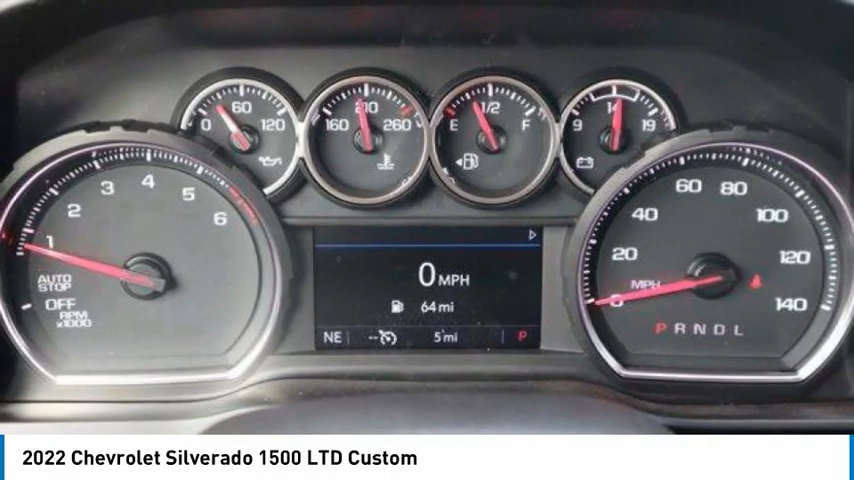 0 60 120
160 210 260
E 1/2 F
9 14 19
1 2 3 4 5 6
AUTO
STOP
OFF
RPM
x1000
0 MPH
64 mi
NE --- 5 mi P
0 20 40 60 80 100 120 140
MPH
P R N D L
2022 Chevrolet Silverado 1500 LTD Custom